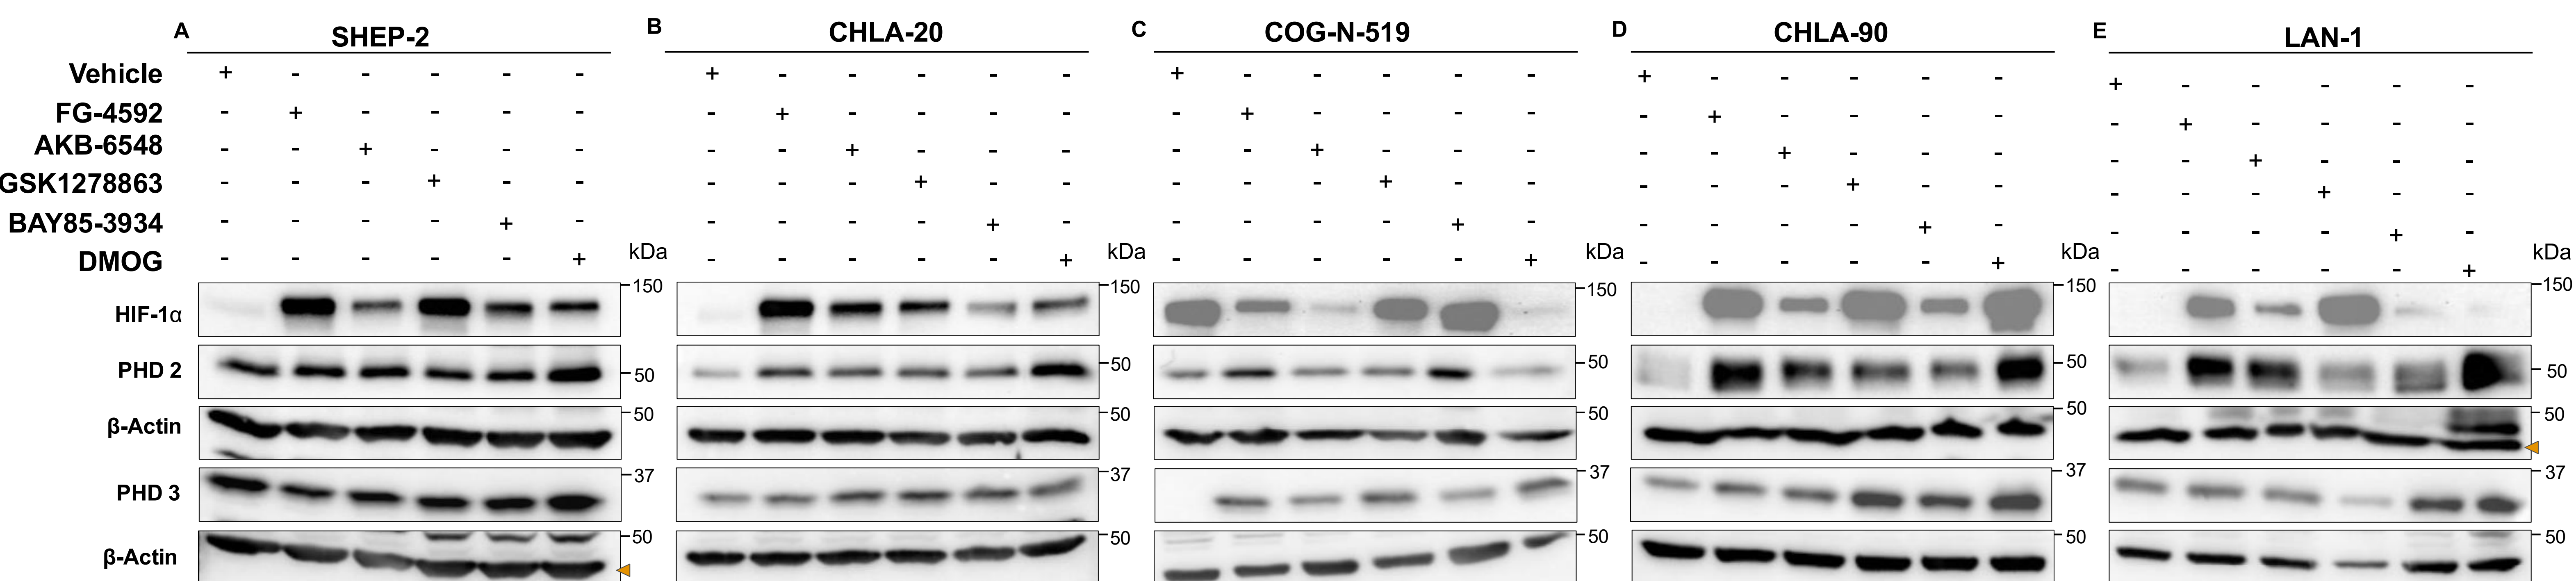 A SHEP-2 B CHLA-20 C COG-N-519 D CHLA-90 E LAN-1
Vehicle + - - - - - + - - - - - + - - - - - + - - - - - + - - - - -
FG-4592 - + - - - - - + - - - - - + - - - - - + - - - - - + - - - -
AKB-6548 - - + - - - - - + - - - - - + - - - - - + - - - - - + - - -
GSK1278863 - - - + - - - - - + - - - - - + - - - - - + - - - - - + - -
BAY85-3934 - - - - + - - - - - + - - - - - + - - - - - + - - - - - + -
DMOG - - - - - + - - - - - + - - - - - + - - - - - + - - - - - +
kDa kDa kDa kDa kDa
HIF-1α 150 150 150 150 150
PHD 2 50 50 50 50 50
β-Actin 50 50 50 50 50
PHD 3 37 37 37 37 37
β-Actin 50 50 50 50 50